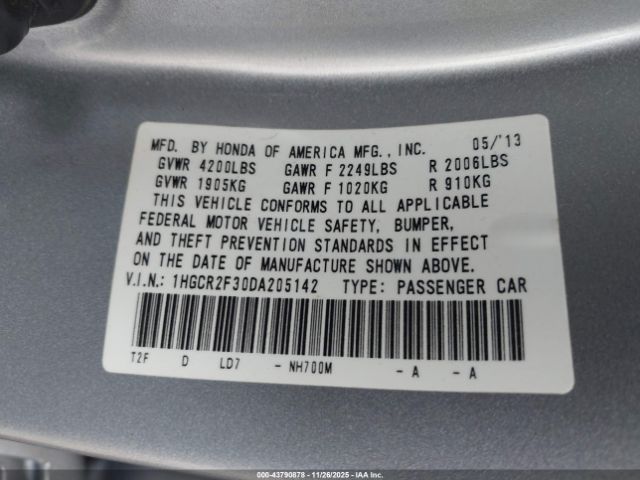 MFD. BY HONDA OF AMERICA MFG., INC. 05/'13
GVWR 4200LBS GAWR F 2249LBS R 2006LBS
GVWR 1905KG GAWR F 1020KG R 910KG
THIS VEHICLE CONFORMS TO ALL APPLICABLE
FEDERAL MOTOR VEHICLE SAFETY, BUMPER,
AND THEFT PREVENTION STANDARDS IN EFFECT
ON THE DATE OF MANUFACTURE SHOWN ABOVE.
V.I.N.: 1HGCR2F30DA205142 TYPE: PASSENGER CAR
T2F D LD7 - NH700M - A - A
000-43790878 | 11/26/2025 | IAA Inc. | Copart